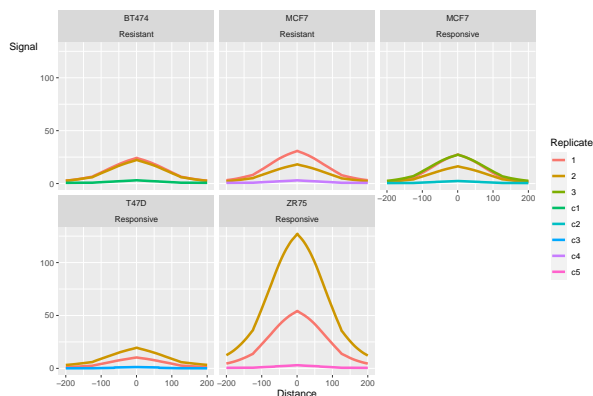 BT474
MCF7
MCF7
Resistant
Resistant
Responsive
Signal
100
50
0
−200 −100 0 100 200
Replicate
1
2
3
c1
c2
c3
c4
c5
T47D
ZR75
Responsive
Responsive
100
50
0
−200 −100 0 100 200
−200 −100 0 100 200
Distance